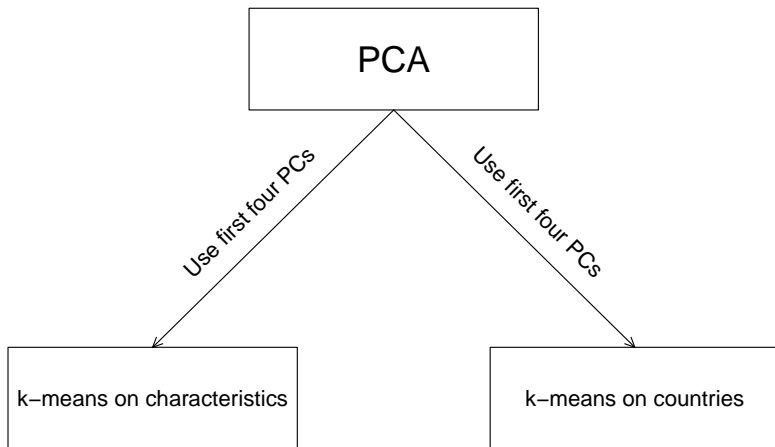 PCA
Use first four PCs
Use first four PCs
k−means on characteristics
k−means on countries